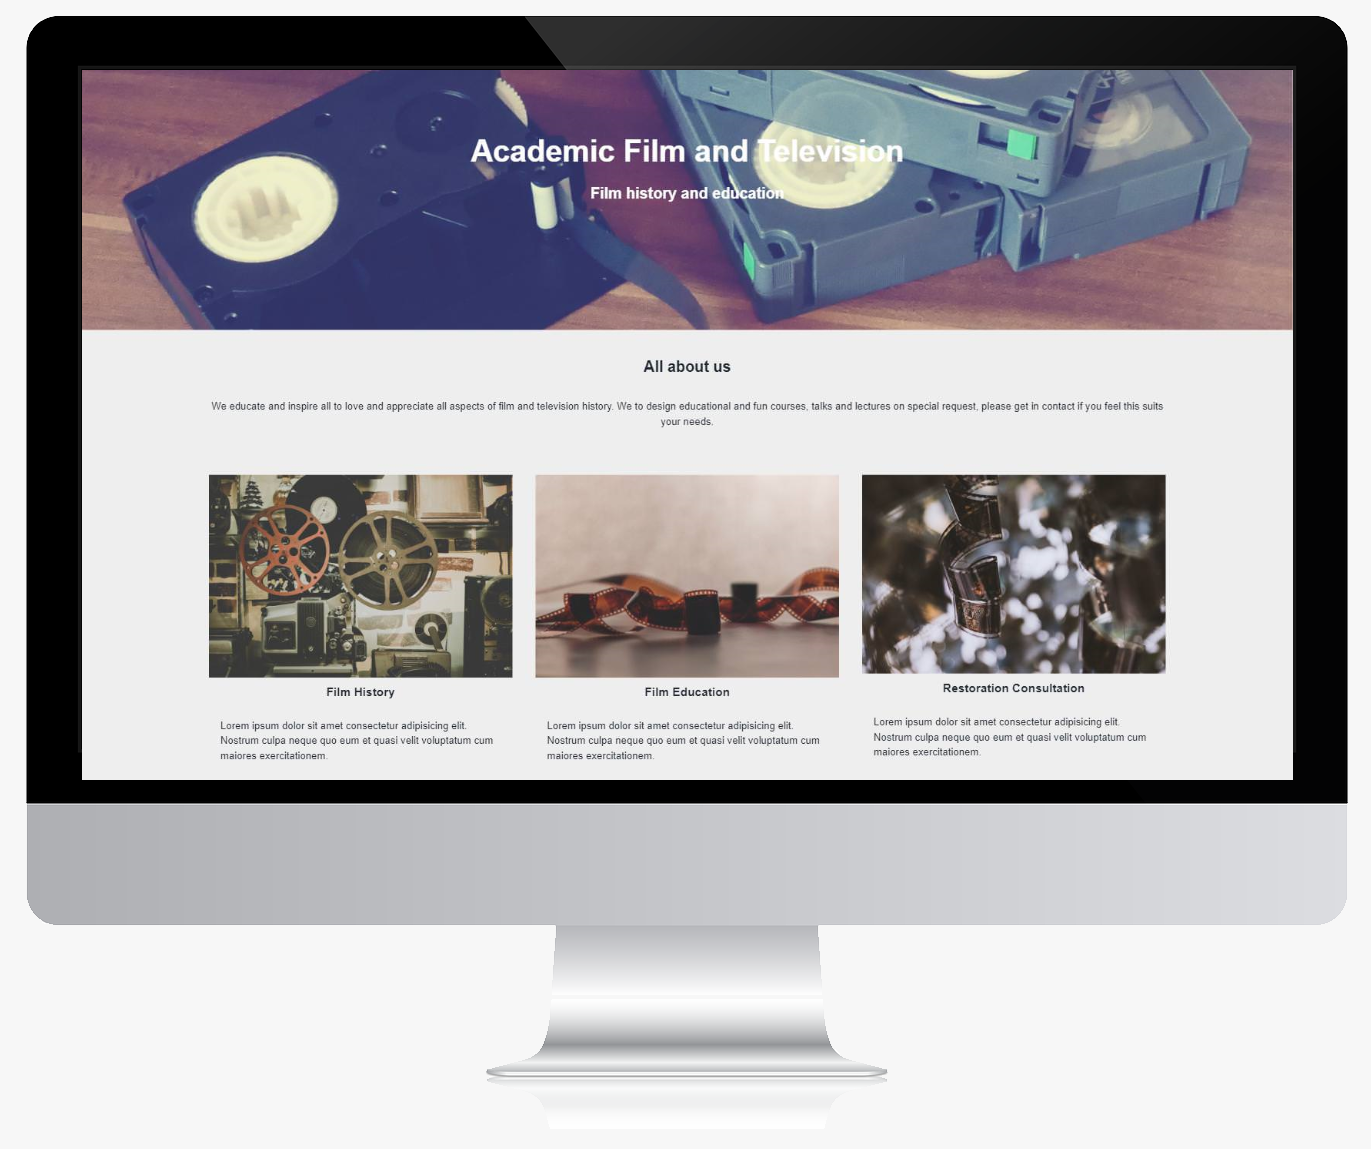 Academic Film and Television
Film history and education
All about us
We educate and inspire all to love and appreciate all aspects of film and television history. We to design educational and fun courses, talks and lectures on special request, please get in contact if you feel this suits
your needs.
Film History
Lorem ipsum dolor sit amet consectetur adipisicing elit.
Nostrum culpa neque quo eum et quasi velit voluptatum cum
maiores exercitationem.
Film Education
Lorem ipsum dolor sit amet consectetur adipisicing elit.
Nostrum culpa neque quo eum et quasi velit voluptatum cum
maiores exercitationem.
Restoration Consultation
Lorem ipsum dolor sit amet consectetur adipisicing elit.
Nostrum culpa neque quo eum et quasi velit voluptatum cum
maiores exercitationem.